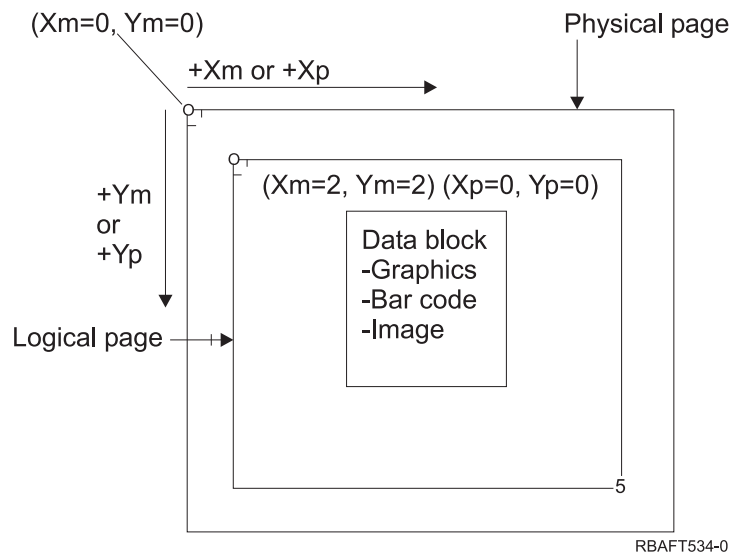 (Xm=0, Ym=0)
Physical page
+Xm or +Xp
+Ym
or
+Yp
(Xm=2, Ym=2) (Xp=0, Yp=0)
Data block
-Graphics
-Bar code
-Image
Logical page
5
RBAFT534-0